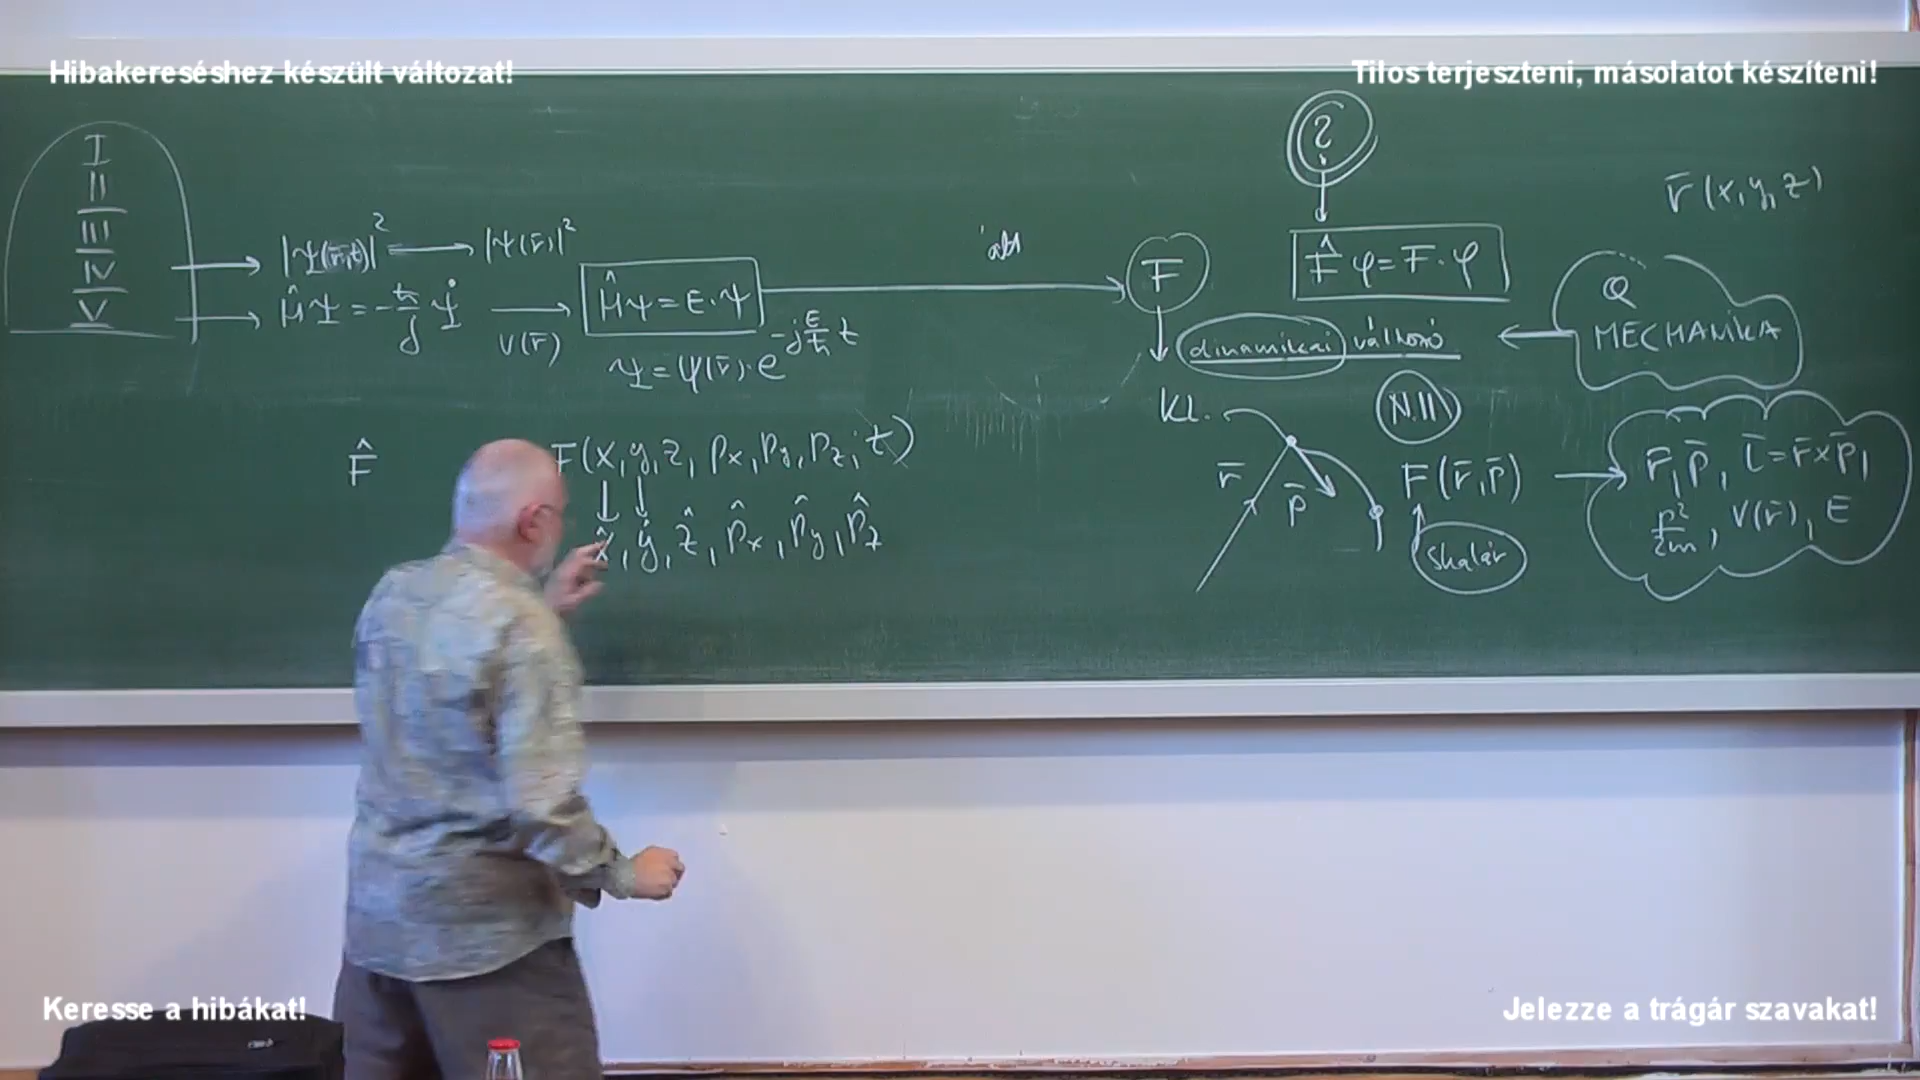 Hibakereséshez készült változat!
Tilos terjeszteni, másolatot készíteni!
I
II
III
IV
V
|Ψ(r̄,t)|² → |Ψ(r̄)|²
ĤΨ = -ħ/j Ψ̇
V(r̄)
Ĥψ = E·ψ
Ψ = φ(r̄)·e^(-j E/ħ t)
F
?
F̂ φ = F·φ
r̄ (x, y, z)
dinamikai változó
Q
MECHANIKA
Kl.
N.II
r̄
p̄
F(r̄,p̄)
skalár
r̄, p̄, L̄ = r̄×p̄,
p²/2m, V(r̄), E
F̂
F(x, y, z, px, py, pz; t)
x̂, ŷ, ẑ, p̂x, p̂y, p̂z
Keresse a hibákat!
Jelezze a trágár szavakat!